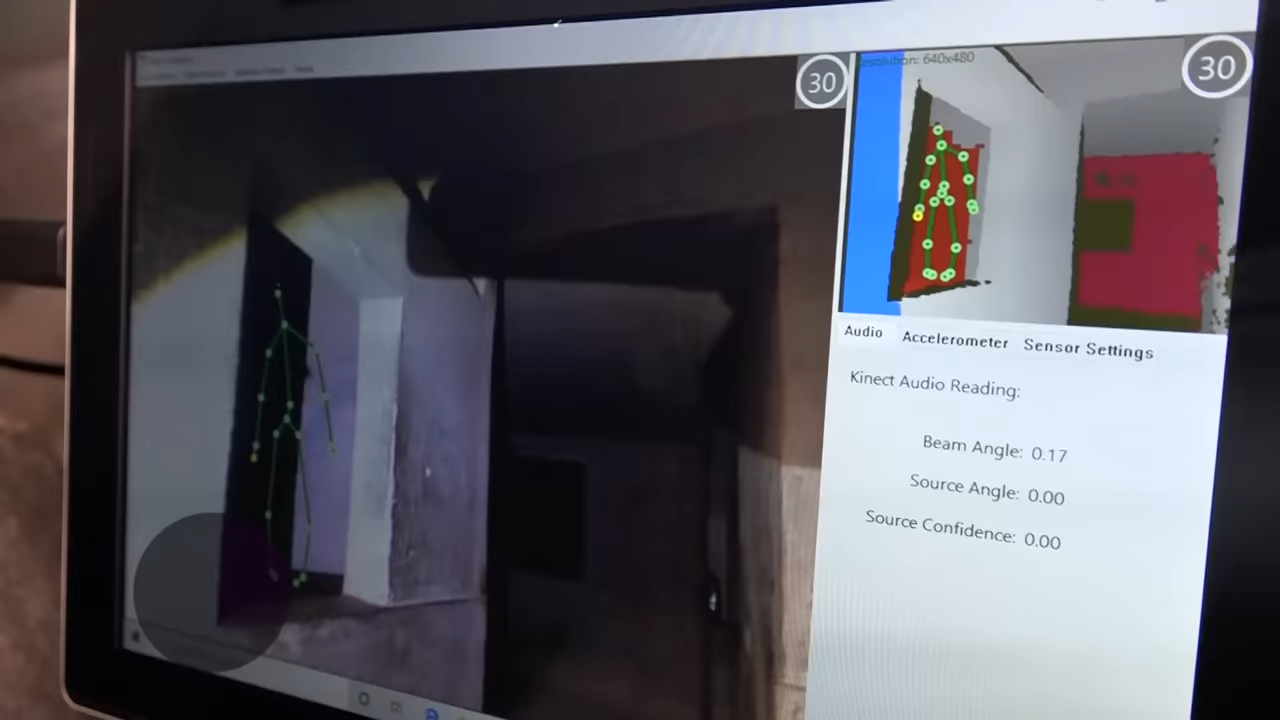 30
esolution: 640x480
30
Audio Accelerometer Sensor Settings
Kinect Audio Reading:
Beam Angle: 0.17
Source Angle: 0.00
Source Confidence: 0.00